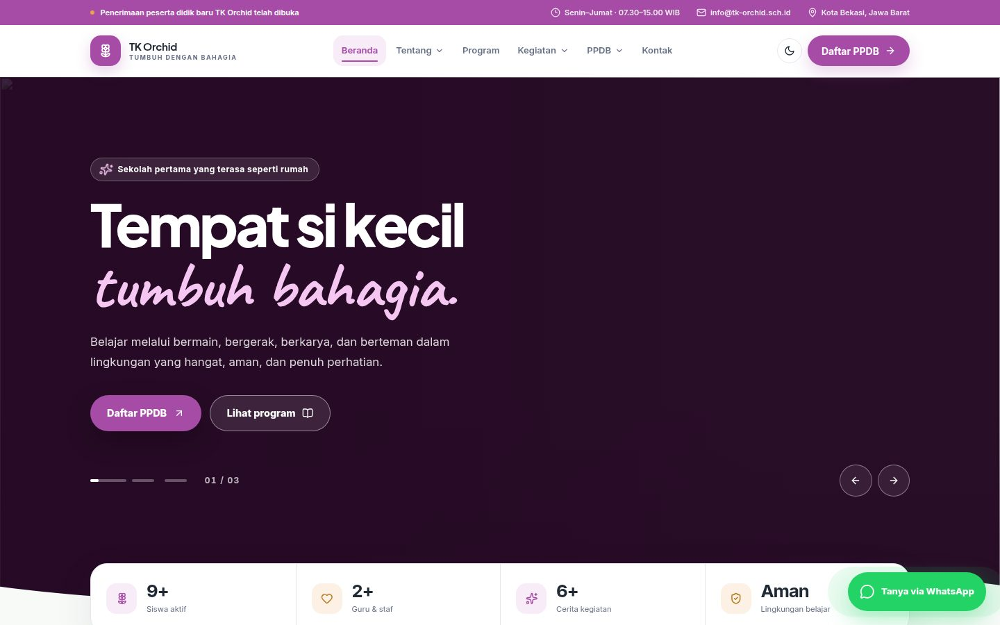 Penerimaan peserta didik baru TK Orchid telah dibuka
Senin–Jumat · 07.30–15.00 WIB
info@tk-orchid.sch.id
Kota Bekasi, Jawa Barat
TK Orchid
TUMBUH DENGAN BAHAGIA
Beranda
Tentang
Program
Kegiatan
PPDB
Kontak
Daftar PPDB
Sekolah pertama yang terasa seperti rumah
Tempat si kecil
tumbuh bahagia.
Belajar melalui bermain, bergerak, berkarya, dan berteman dalam
lingkungan yang hangat, aman, dan penuh perhatian.
Daftar PPDB
Lihat program
01 / 03
9+
Siswa aktif
2+
Guru & staf
6+
Cerita kegiatan
Aman
Lingkungan belajar
Tanya via WhatsApp